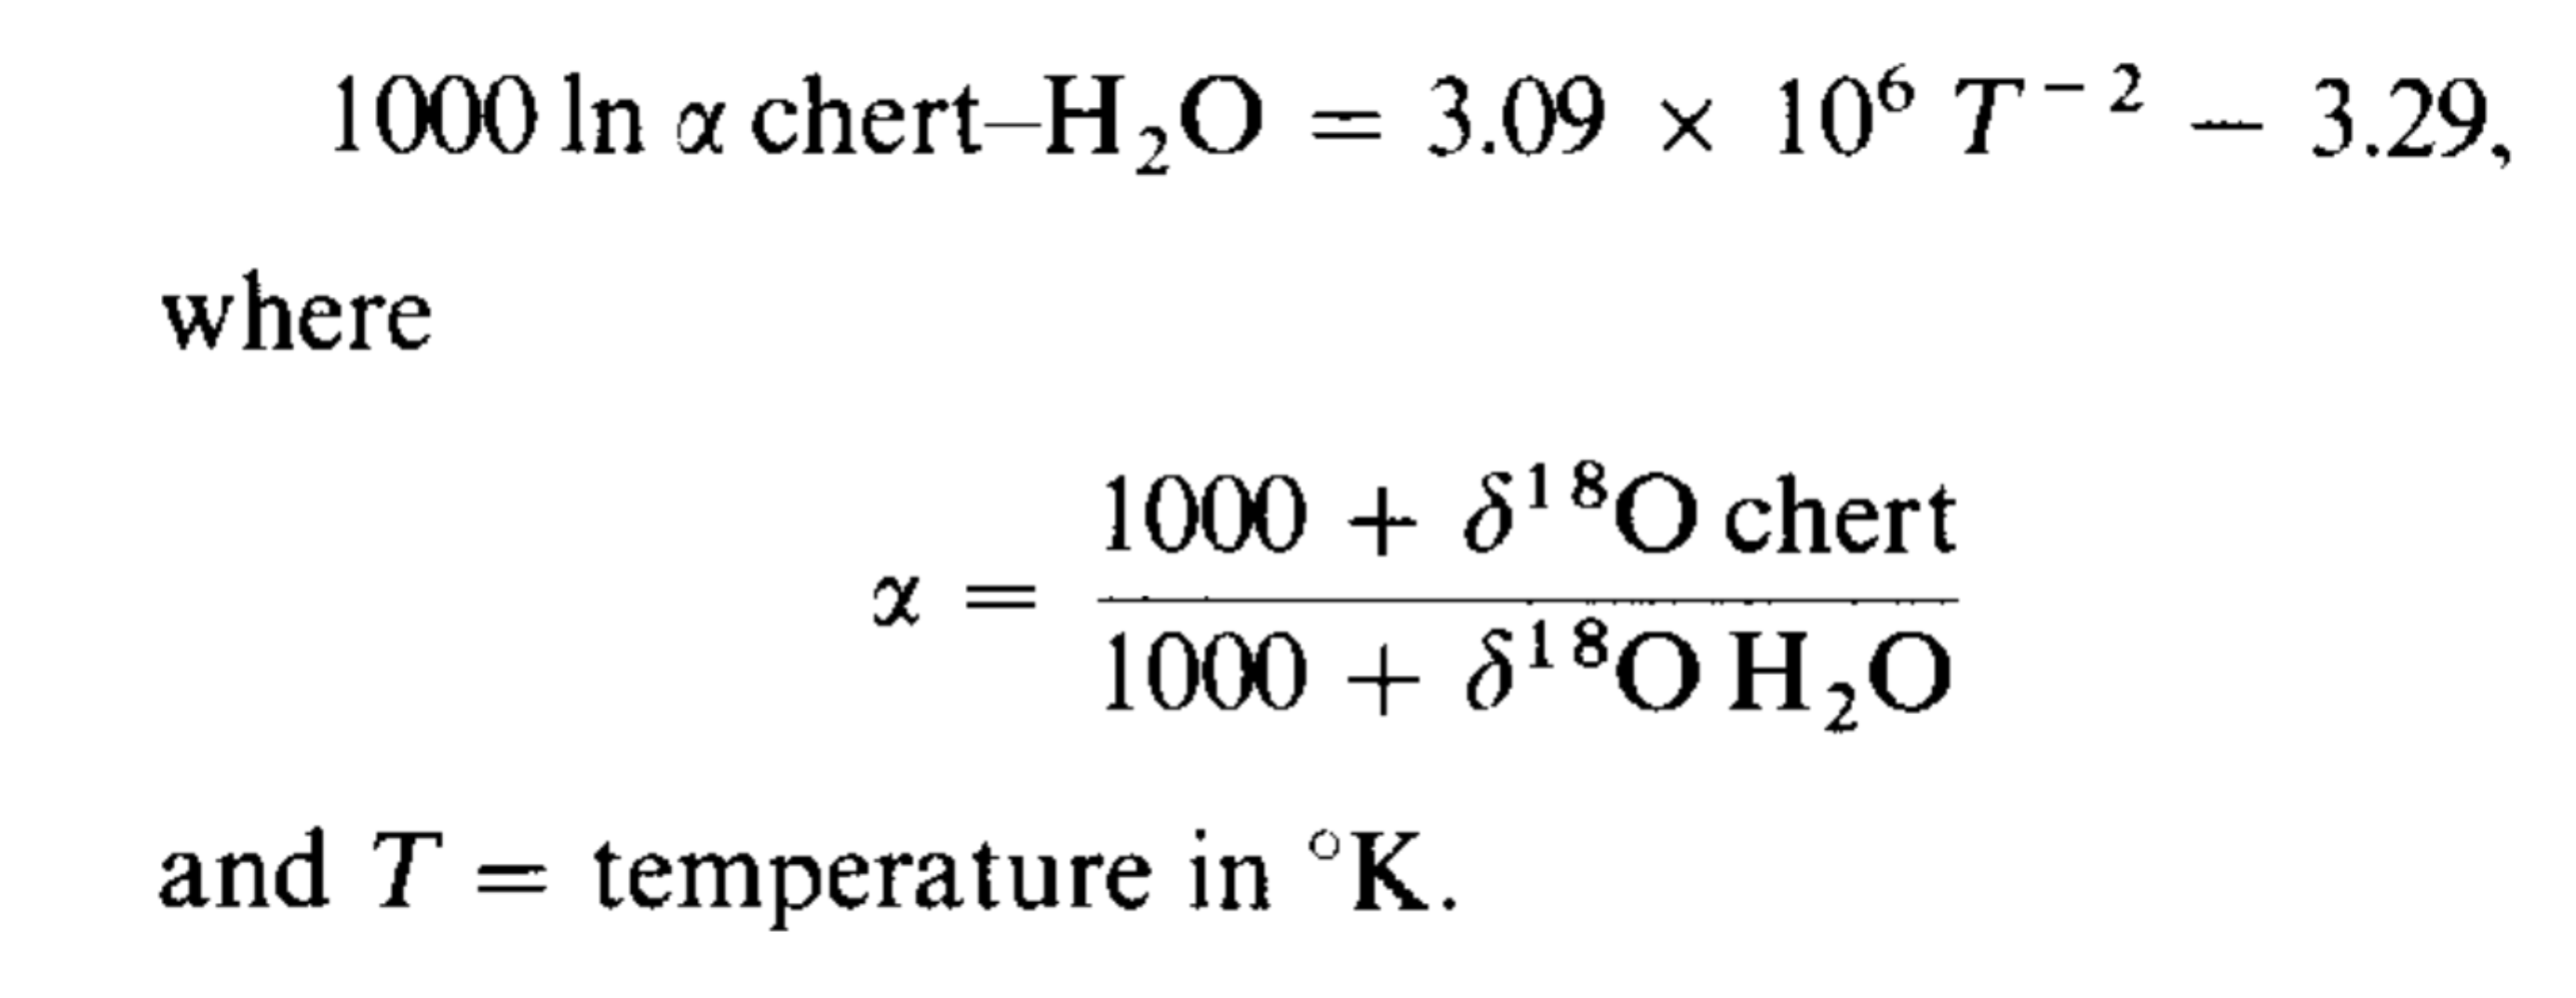 1000 ln α chert–H₂O = 3.09 × 10⁶ T⁻² − 3.29,
where
α = (1000 + δ¹⁸O chert) / (1000 + δ¹⁸O H₂O)
and T = temperature in °K.